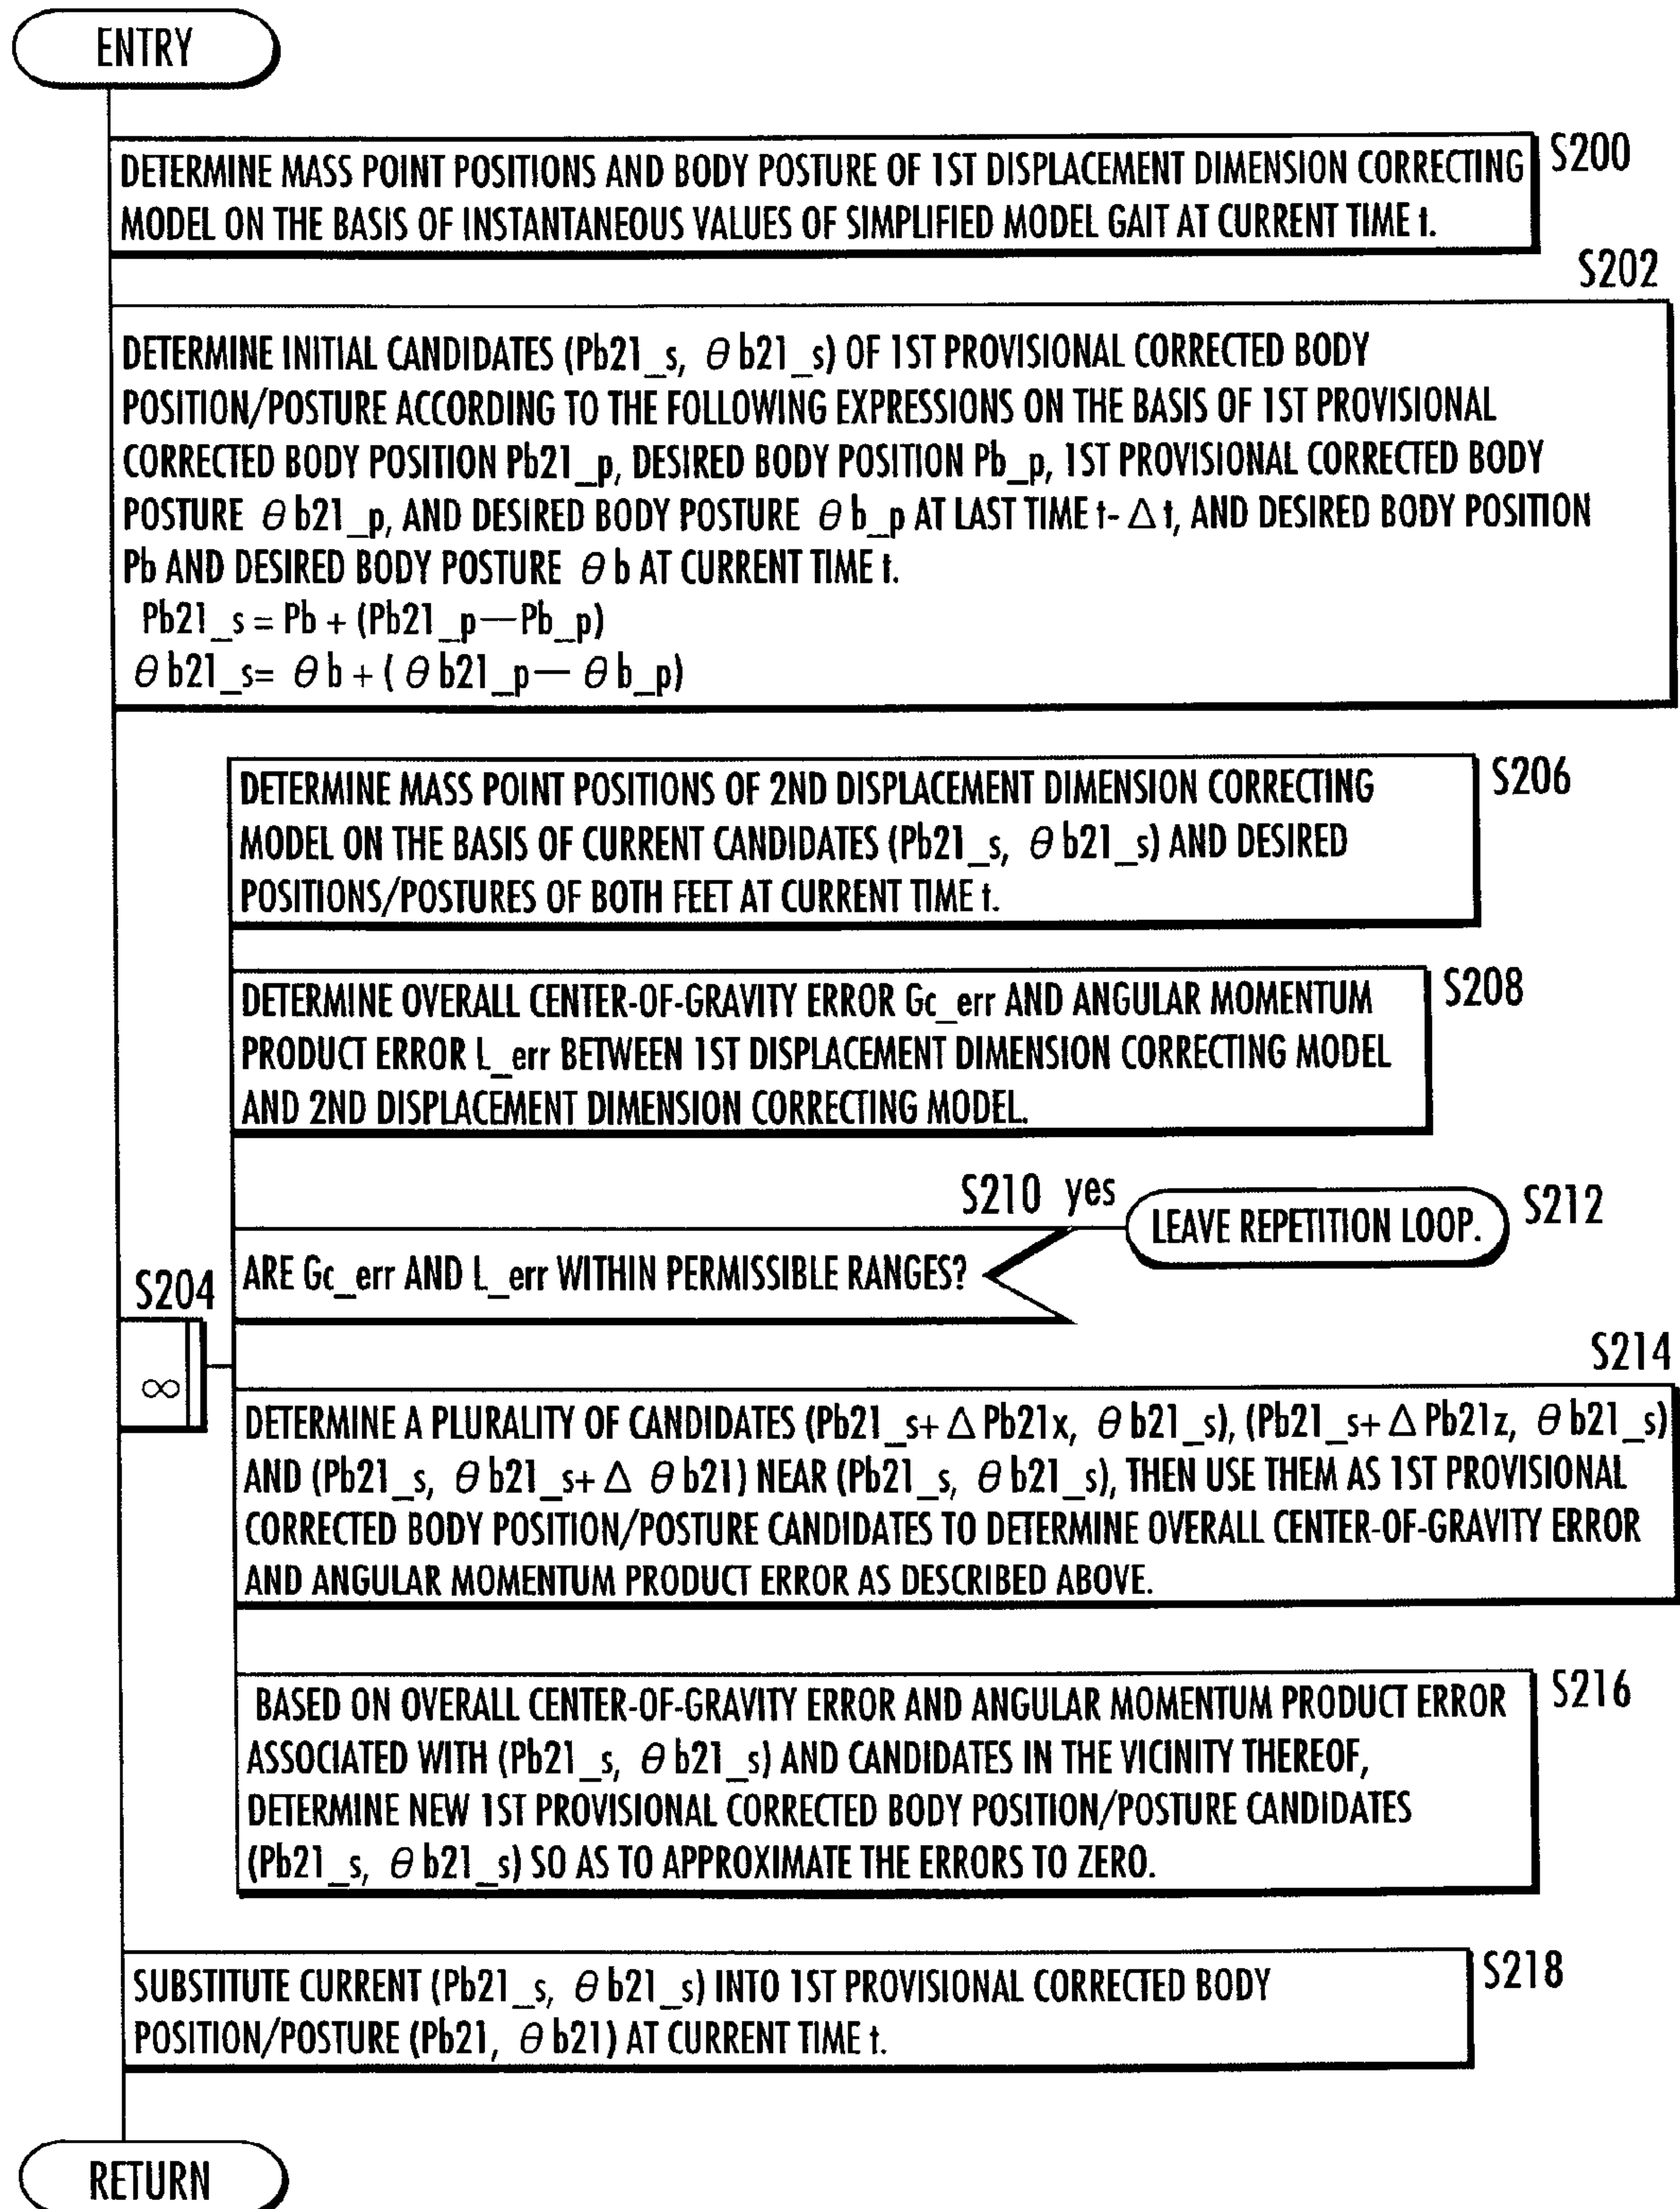 ENTRY
S200
DETERMINE MASS POINT POSITIONS AND BODY POSTURE OF 1ST DISPLACEMENT DIMENSION CORRECTING
MODEL ON THE BASIS OF INSTANTANEOUS VALUES OF SIMPLIFIED MODEL GAIT AT CURRENT TIME t.
S202
DETERMINE INITIAL CANDIDATES (Pb21_s, θb21_s) OF 1ST PROVISIONAL CORRECTED BODY
POSITION/POSTURE ACCORDING TO THE FOLLOWING EXPRESSIONS ON THE BASIS OF 1ST PROVISIONAL
CORRECTED BODY POSITION Pb21_p, DESIRED BODY POSITION Pb_p, 1ST PROVISIONAL CORRECTED BODY
POSTURE θb21_p, AND DESIRED BODY POSTURE θb_p AT LAST TIME t-Δt, AND DESIRED BODY POSITION
Pb AND DESIRED BODY POSTURE θb AT CURRENT TIME t.
Pb21_s = Pb + (Pb21_p—Pb_p)
θb21_s= θb + (θb21_p— θb_p)
S206
DETERMINE MASS POINT POSITIONS OF 2ND DISPLACEMENT DIMENSION CORRECTING
MODEL ON THE BASIS OF CURRENT CANDIDATES (Pb21_s, θb21_s) AND DESIRED
POSITIONS/POSTURES OF BOTH FEET AT CURRENT TIME t.
S208
DETERMINE OVERALL CENTER-OF-GRAVITY ERROR Gc_err AND ANGULAR MOMENTUM
PRODUCT ERROR L_err BETWEEN 1ST DISPLACEMENT DIMENSION CORRECTING MODEL
AND 2ND DISPLACEMENT DIMENSION CORRECTING MODEL.
S210 yes
LEAVE REPETITION LOOP.
S212
ARE Gc_err AND L_err WITHIN PERMISSIBLE RANGES?
S204
∞
S214
DETERMINE A PLURALITY OF CANDIDATES (Pb21_s+ΔPb21x, θb21_s), (Pb21_s+ΔPb21z, θb21_s)
AND (Pb21_s, θb21_s+Δθb21) NEAR (Pb21_s, θb21_s), THEN USE THEM AS 1ST PROVISIONAL
CORRECTED BODY POSITION/POSTURE CANDIDATES TO DETERMINE OVERALL CENTER-OF-GRAVITY ERROR
AND ANGULAR MOMENTUM PRODUCT ERROR AS DESCRIBED ABOVE.
S216
BASED ON OVERALL CENTER-OF-GRAVITY ERROR AND ANGULAR MOMENTUM PRODUCT ERROR
ASSOCIATED WITH (Pb21_s, θb21_s) AND CANDIDATES IN THE VICINITY THEREOF,
DETERMINE NEW 1ST PROVISIONAL CORRECTED BODY POSITION/POSTURE CANDIDATES
(Pb21_s, θb21_s) SO AS TO APPROXIMATE THE ERRORS TO ZERO.
S218
SUBSTITUTE CURRENT (Pb21_s, θb21_s) INTO 1ST PROVISIONAL CORRECTED BODY
POSITION/POSTURE (Pb21, θb21) AT CURRENT TIME t.
RETURN